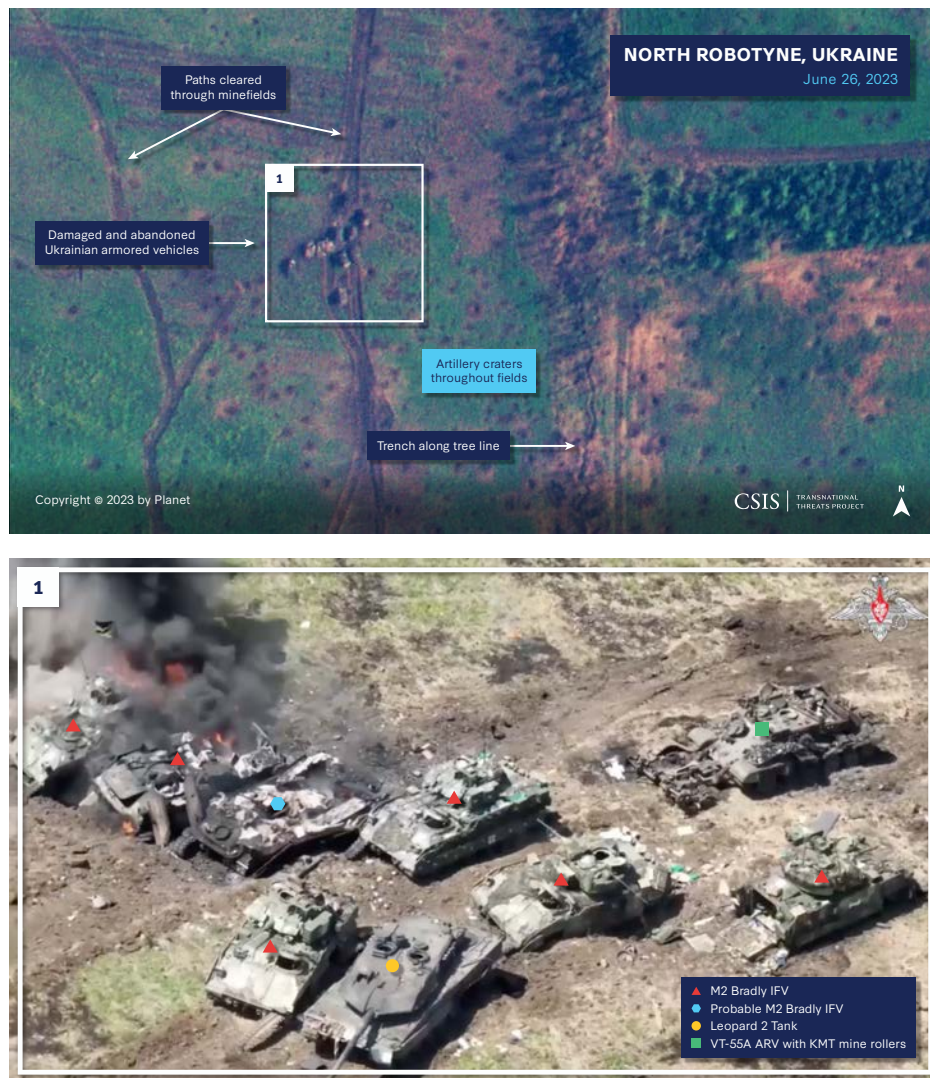 NORTH ROBOTYNE, UKRAINE
June 26, 2023
Paths cleared
through minefields
1
Damaged and abandoned
Ukrainian armored vehicles
Artillery craters
throughout fields
Trench along tree line
Copyright © 2023 by Planet
CSIS
TRANSNATIONAL
THREATS PROJECT
N
1
M2 Bradly IFV
Probable M2 Bradly IFV
Leopard 2 Tank
VT-55A ARV with KMT mine rollers